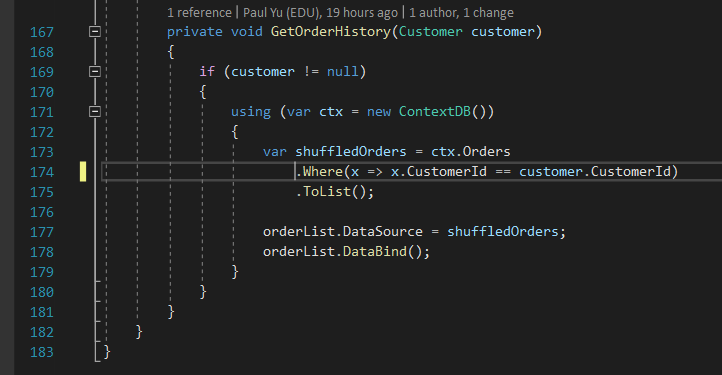 1 reference | Paul Yu (EDU), 19 hours ago | 1 author, 1 change
167 private void GetOrderHistory(Customer customer)
168 {
169 if (customer != null)
170 {
171 using (var ctx = new ContextDB())
172 {
173 var shuffledOrders = ctx.Orders
174 .Where(x => x.CustomerId == customer.CustomerId)
175 .ToList();
176
177 orderList.DataSource = shuffledOrders;
178 orderList.DataBind();
179 }
180 }
181 }
182 }
183 }